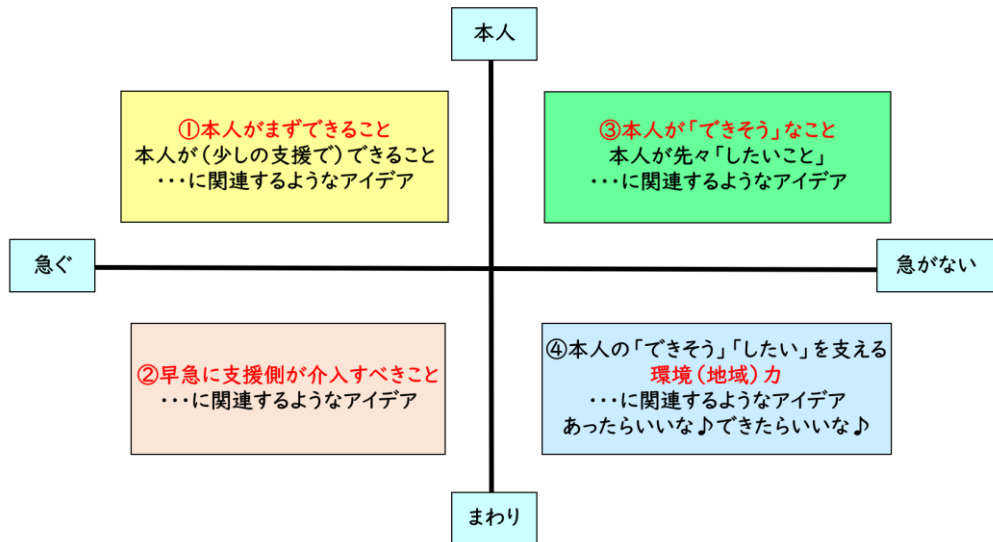 本人
①本人がまずできること
本人が(少しの支援で)できること
・・・に関連するようなアイデア
③本人が「できそう」なこと
本人が先々「したいこと」
・・・に関連するようなアイデア
急ぐ
急がない
②早急に支援側が介入すべきこと
・・・に関連するようなアイデア
④本人の「できそう」「したい」を支える
環境(地域)力
・・・に関連するようなアイデア
あったらいいな♪できたらいいな♪
まわり